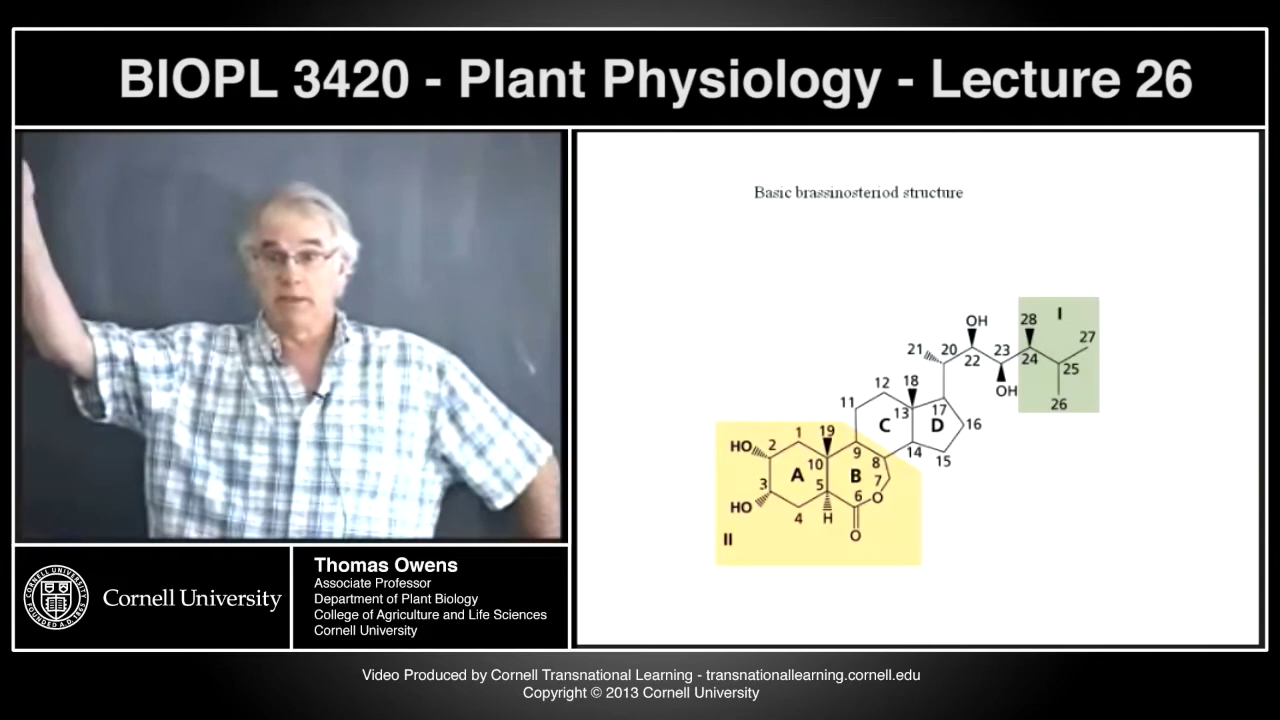 BIOPL 3420 - Plant Physiology - Lecture 26
Basic brassinosteriod structure
I
OH
28
27
21
20
22
23
24
25
OH
26
12
18
11
13
17
16
C
D
HO
2
1
19
9
14
15
10
8
A
B
7
3
5
6
O
HO
4
H
O
II
Cornell University
Thomas Owens
Associate Professor
Department of Plant Biology
College of Agriculture and Life Sciences
Cornell University
Video Produced by Cornell Transnational Learning - transnationallearning.cornell.edu
Copyright © 2013 Cornell University